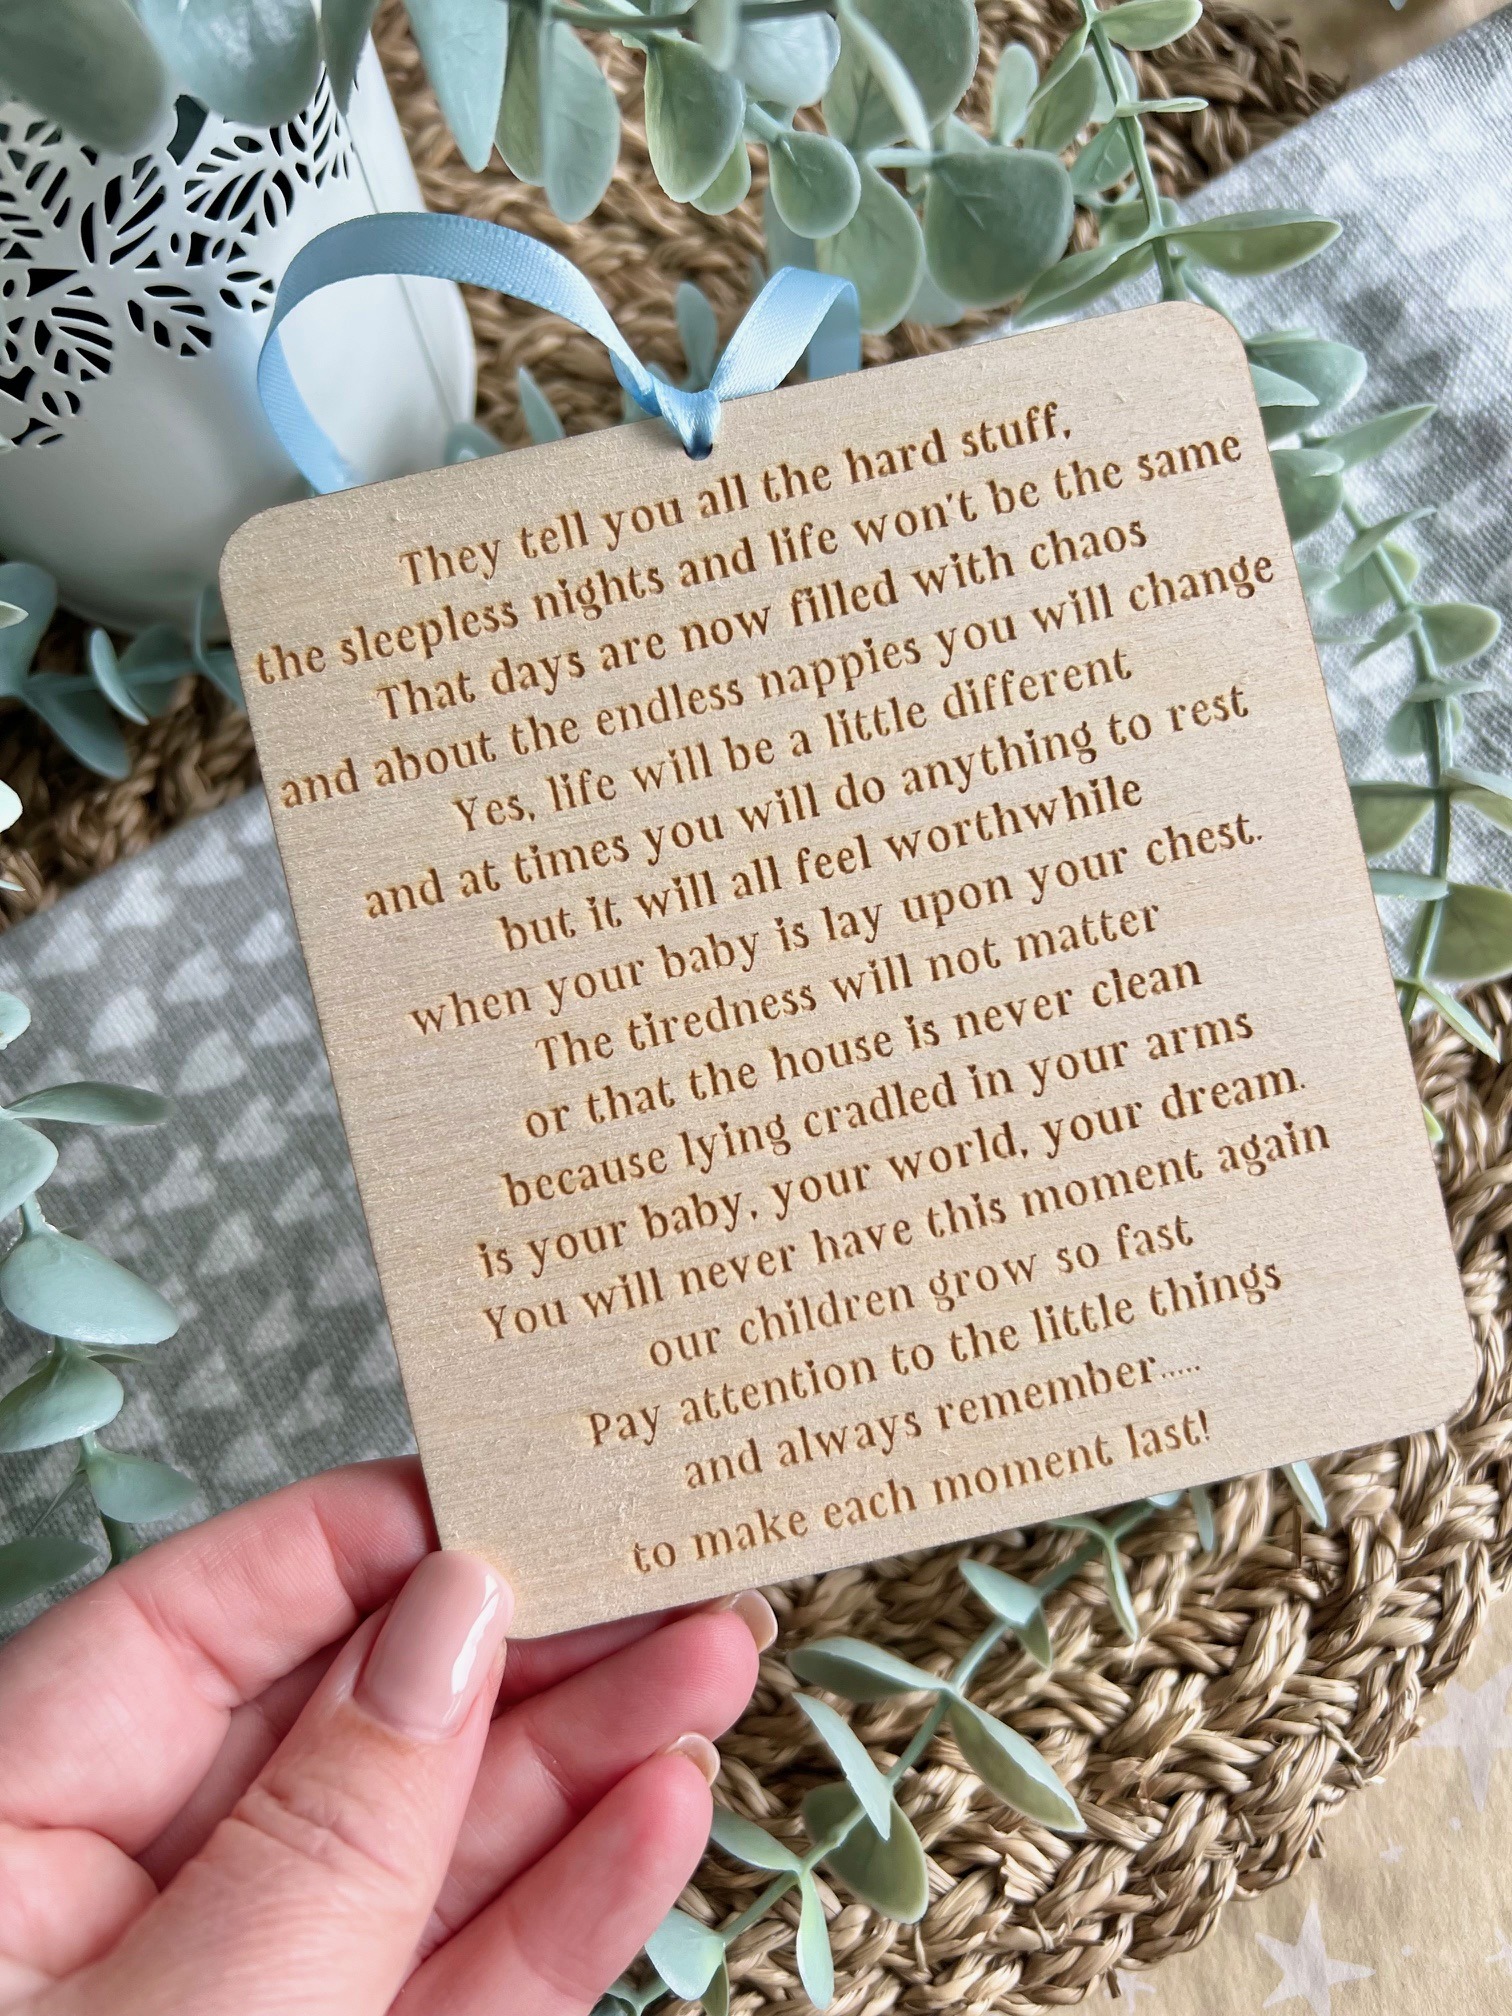 They tell you all the hard stuff,
the sleepless nights and life won't be the same
That days are now filled with chaos
and about the endless nappies you will change
Yes, life will be a little different
and at times you will do anything to rest
but it will all feel worthwhile
when your baby is lay upon your chest.
The tiredness will not matter
or that the house is never clean
because lying cradled in your arms
is your baby, your world, your dream.
You will never have this moment again
our children grow so fast
Pay attention to the little things
and always remember.....
to make each moment last!